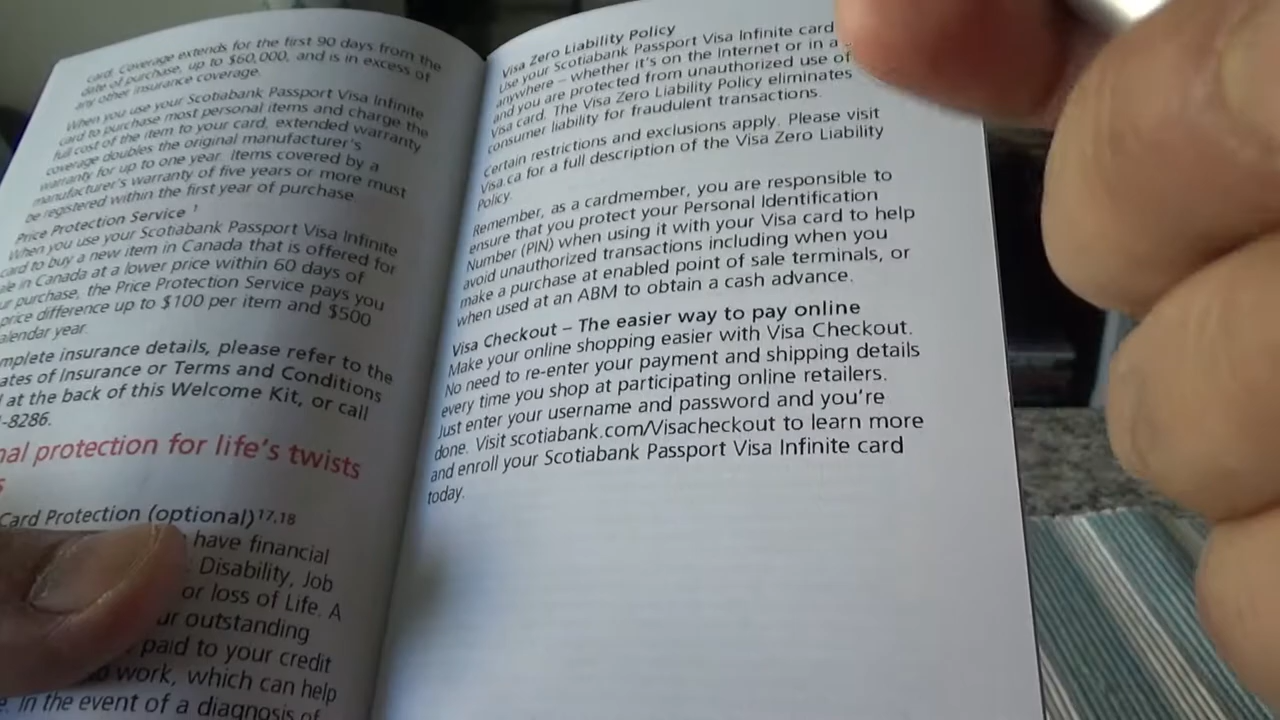 card. Coverage extends for the first 90 days from the
date of purchase, up to $60,000, and is in excess of
any other insurance coverage.
When you use your Scotiabank Passport Visa Infinite
card to purchase most personal items and charge the
full cost of the item to your card, extended warranty
coverage doubles the original manufacturer's
warranty for up to one year. Items covered by a
manufacturer's warranty of five years or more must
be registered within the first year of purchase
Price Protection Service 1
When you use your Scotiabank Passport Visa Infinite
card to buy a new item in Canada that is offered for
in Canada at a lower price within 60 days of
purchase, the Price Protection Service pays you
price difference up to $100 per item and $500
year.
insurance details, please refer to the
of Insurance or Terms and Conditions
at the back of this Welcome Kit, or call
-8286.
protection for life's twists
Card Protection (optional)17,18
have financial
Disability, Job
or loss of Life. A
outstanding
paid to your credit
work, which can help
In the event of a diagnosis of
Visa Zero Liability Policy
Use your Scotiabank Passport Visa Infinite card
anywhere – whether it's on the Internet or in a
and you are protected from unauthorized use of
Visa card. The Visa Zero Liability Policy eliminates
consumer liability for fraudulent transactions.
Certain restrictions and exclusions apply. Please visit
Visa.ca for a full description of the Visa Zero Liability
Policy.
Remember, as a cardmember, you are responsible to
ensure that you protect your Personal Identification
Number (PIN) when using it with your Visa card to help
avoid unauthorized transactions including when you
make a purchase at enabled point of sale terminals, or
when used at an ABM to obtain a cash advance.
Visa Checkout – The easier way to pay online
Make your online shopping easier with Visa Checkout.
No need to re-enter your payment and shipping details
every time you shop at participating online retailers.
Just enter your username and password and you're
done. Visit scotiabank.com/Visacheckout to learn more
and enroll your Scotiabank Passport Visa Infinite card
today.